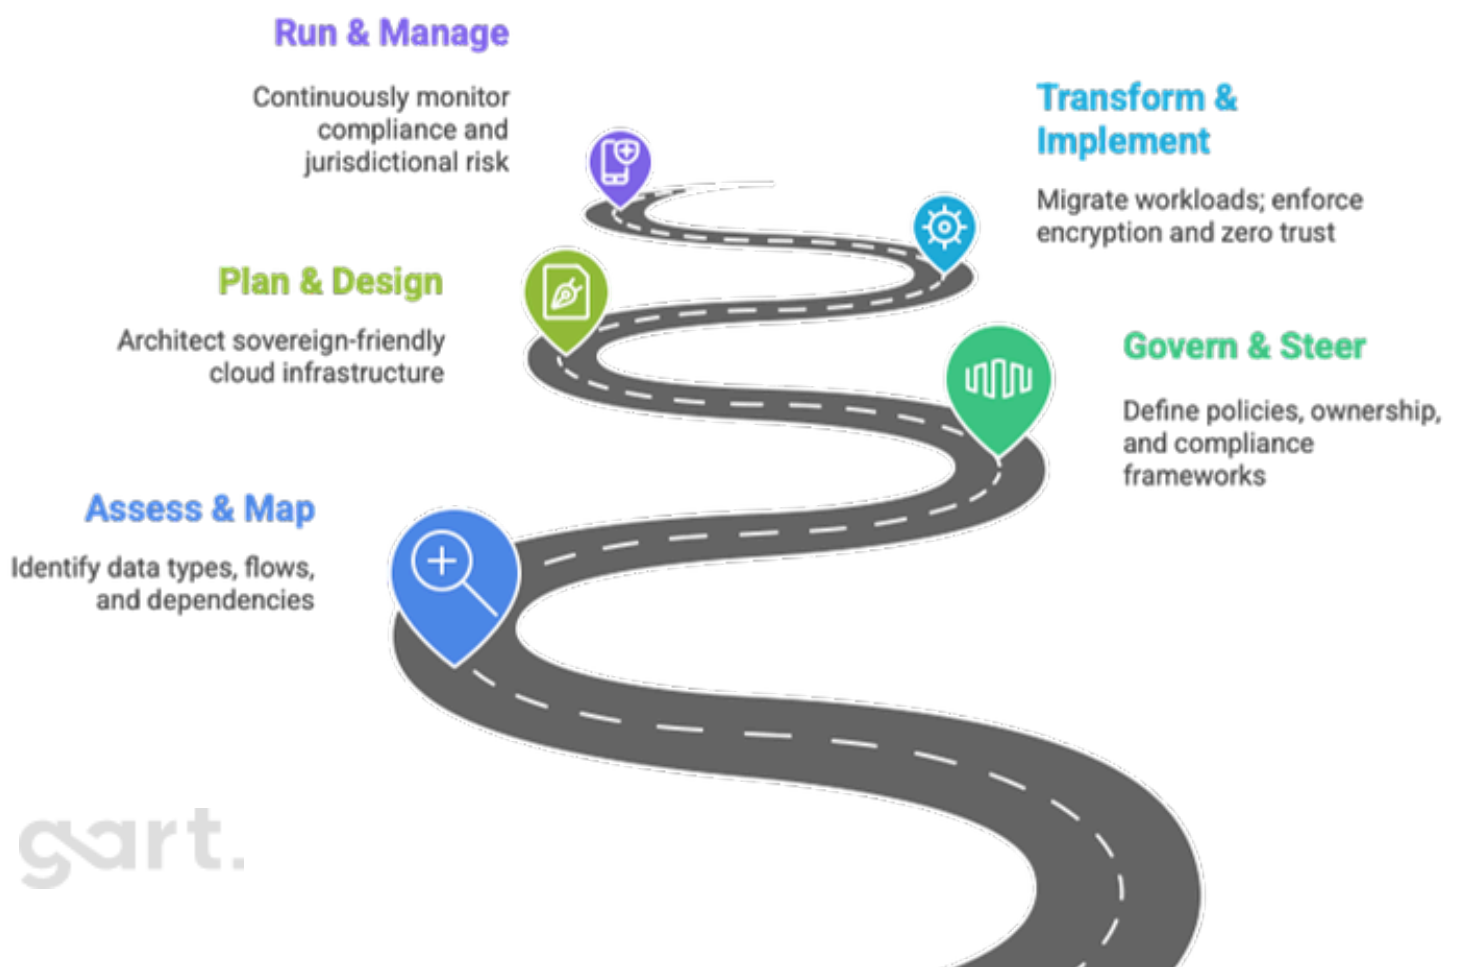 Run & Manage
Continuously monitor
compliance and
jurisdictional risk
Transform &
Implement
Migrate workloads; enforce
encryption and zero trust
Plan & Design
Architect sovereign-friendly
cloud infrastructure
Govern & Steer
Define policies, ownership,
and compliance
frameworks
Assess & Map
Identify data types, flows,
and dependencies
gart.